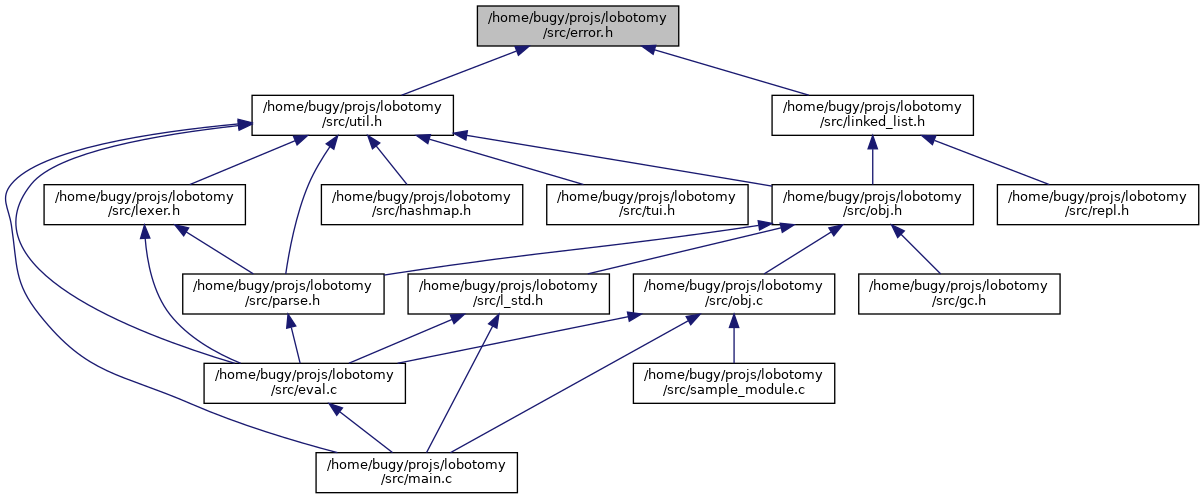 /home/bugy/projs/lobotomy
/src/error.h
/home/bugy/projs/lobotomy
/src/util.h
/home/bugy/projs/lobotomy
/src/linked_list.h
/home/bugy/projs/lobotomy
/src/lexer.h
/home/bugy/projs/lobotomy
/src/hashmap.h
/home/bugy/projs/lobotomy
/src/tui.h
/home/bugy/projs/lobotomy
/src/obj.h
/home/bugy/projs/lobotomy
/src/repl.h
/home/bugy/projs/lobotomy
/src/parse.h
/home/bugy/projs/lobotomy
/src/l_std.h
/home/bugy/projs/lobotomy
/src/obj.c
/home/bugy/projs/lobotomy
/src/gc.h
/home/bugy/projs/lobotomy
/src/eval.c
/home/bugy/projs/lobotomy
/src/sample_module.c
/home/bugy/projs/lobotomy
/src/main.c